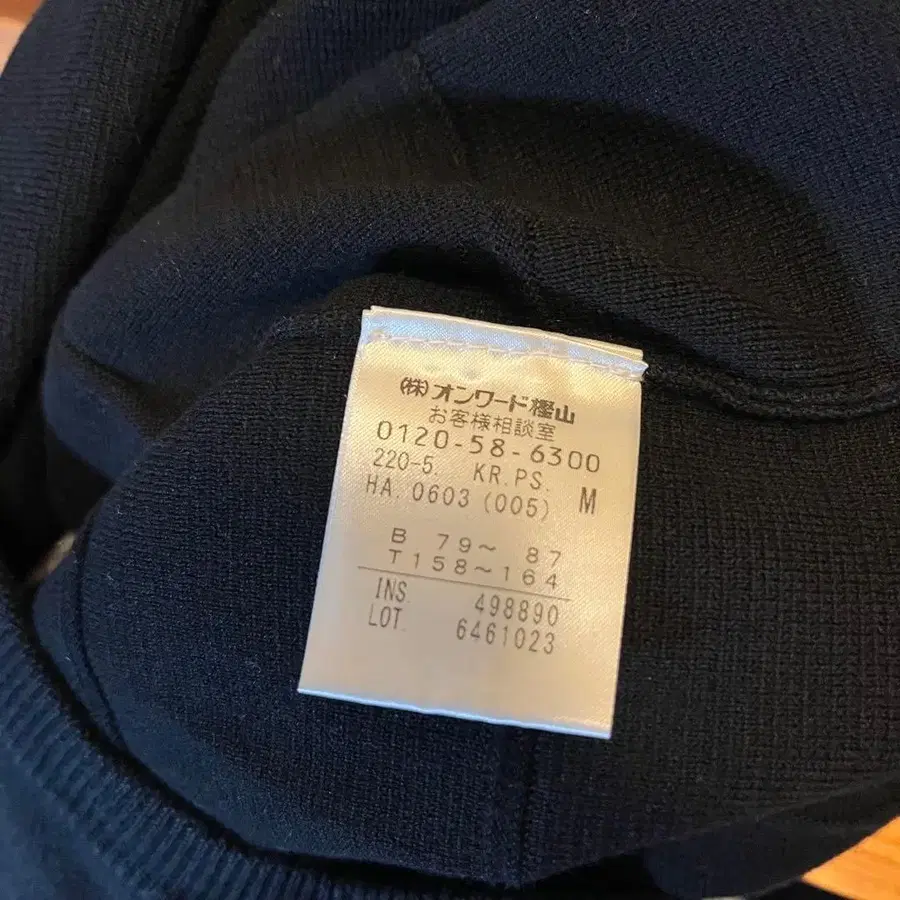 (株)オンワード樫山
お客様相談室
0120-58-6300
220-5. KR.PS. M
HA. 0603 (005)
B 79～ 87
T158～164
INS. 498890
LOT. 6461023